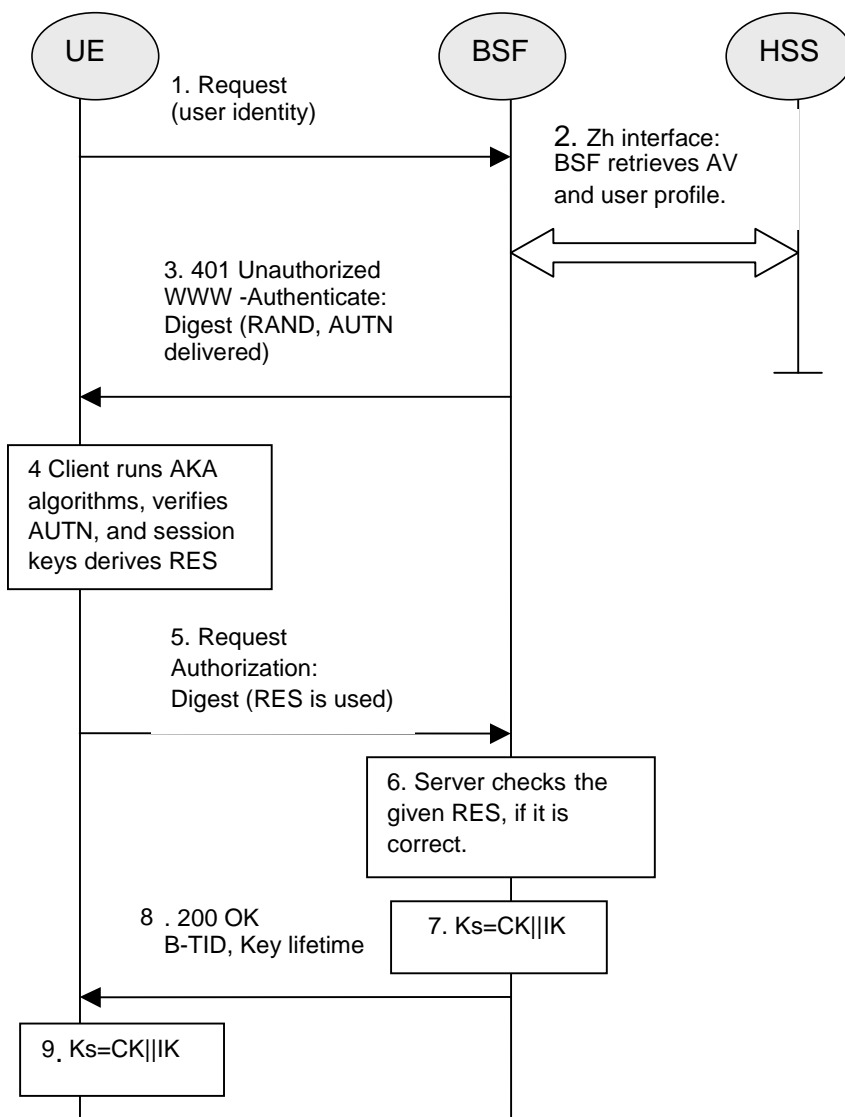 UE
BSF
HSS
1. Request
(user identity)
2. Zh interface:
BSF retrieves AV
and user profile.
3. 401 Unauthorized
WWW -Authenticate:
Digest (RAND, AUTN
delivered)
4 Client runs AKA
algorithms, verifies
AUTN, and session
keys derives RES
5. Request
Authorization:
Digest (RES is used)
6. Server checks the
given RES, if it is
correct.
7. Ks=CK||IK
8 . 200 OK
B-TID, Key lifetime
9. Ks=CK||IK